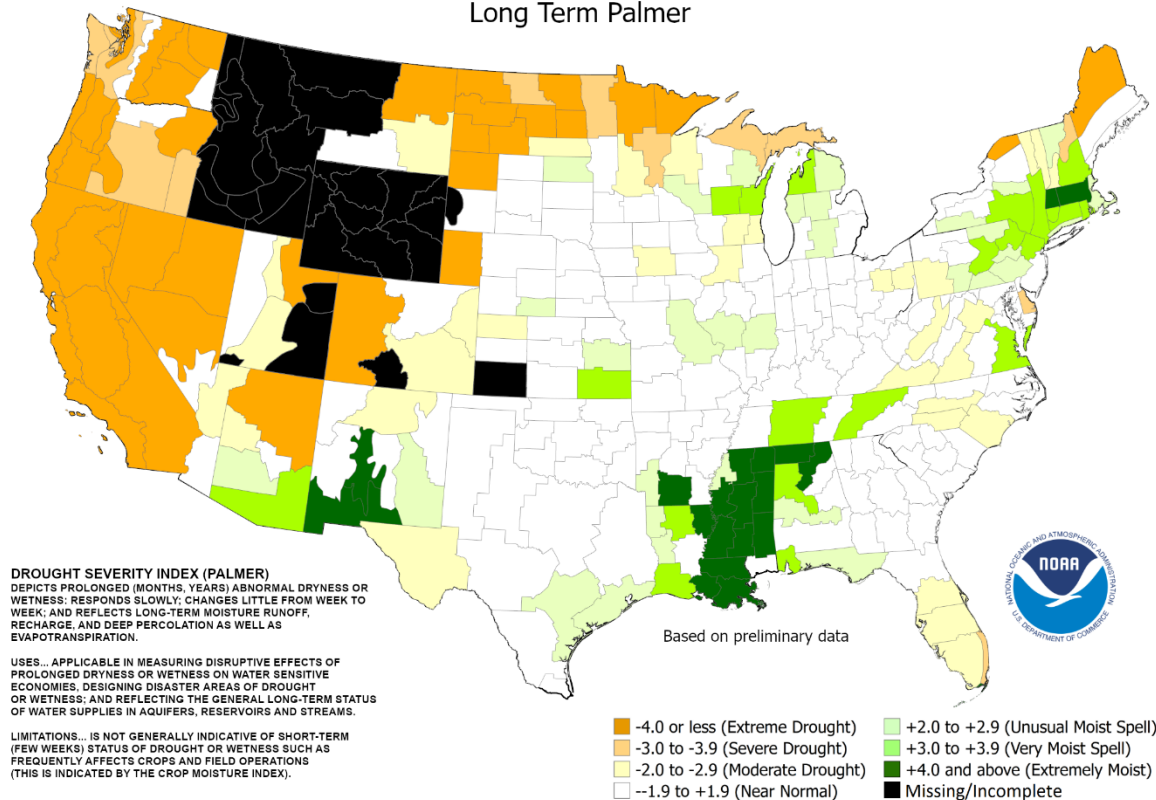 Long Term Palmer
DROUGHT SEVERITY INDEX (PALMER)
DEPICTS PROLONGED (MONTHS, YEARS) ABNORMAL DRYNESS OR
WETNESS: RESPONDS SLOWLY; CHANGES LITTLE FROM WEEK TO
WEEK; AND REFLECTS LONG-TERM MOISTURE RUNOFF,
RECHARGE, AND DEEP PERCOLATION AS WELL AS
EVAPOTRANSPIRATION.
USES... APPLICABLE IN MEASURING DISRUPTIVE EFFECTS OF
PROLONGED DRYNESS OR WETNESS ON WATER SENSITIVE
ECONOMIES, DESIGNING DISASTER AREAS OF DROUGHT
OR WETNESS; AND REFLECTING THE GENERAL LONG-TERM STATUS
OF WATER SUPPLIES IN AQUIFERS, RESERVOIRS AND STREAMS.
LIMITATIONS... IS NOT GENERALLY INDICATIVE OF SHORT-TERM
(FEW WEEKS) STATUS OF DROUGHT OR WETNESS SUCH AS
FREQUENTLY AFFECTS CROPS AND FIELD OPERATIONS
(THIS IS INDICATED BY THE CROP MOISTURE INDEX).
NATIONAL OCEANIC AND ATMOSPHERIC ADMINISTRATION
NOAA
U.S. DEPARTMENT OF COMMERCE
Based on preliminary data
-4.0 or less (Extreme Drought)
-3.0 to -3.9 (Severe Drought)
-2.0 to -2.9 (Moderate Drought)
--1.9 to +1.9 (Near Normal)
+2.0 to +2.9 (Unusual Moist Spell)
+3.0 to +3.9 (Very Moist Spell)
+4.0 and above (Extremely Moist)
Missing/Incomplete